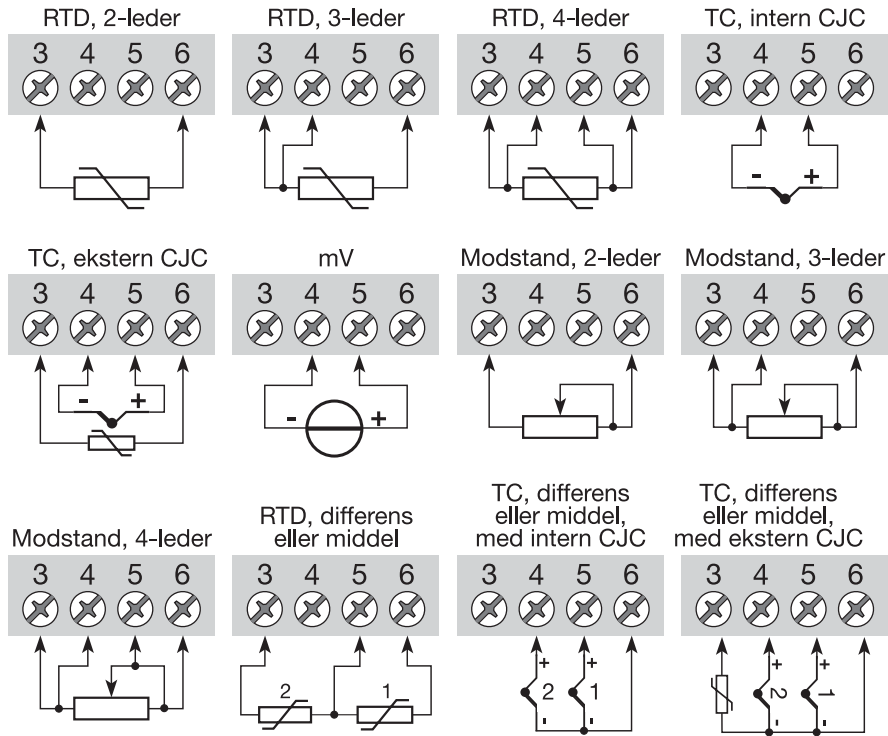 RTD, 2-leder
3 4 5 6
RTD, 3-leder
3 4 5 6
RTD, 4-leder
3 4 5 6
TC, intern CJC
3 4 5 6
- +
TC, ekstern CJC
3 4 5 6
- +
mV
3 4 5 6
- +
Modstand, 2-leder
3 4 5 6
Modstand, 3-leder
3 4 5 6
Modstand, 4-leder
3 4 5 6
RTD, differens
eller middel
3 4 5 6
2 1
TC, differens
eller middel,
med intern CJC
3 4 5 6
+ +
2 1
- -
TC, differens
eller middel,
med ekstern CJC
3 4 5 6
+ +
2 1
- -